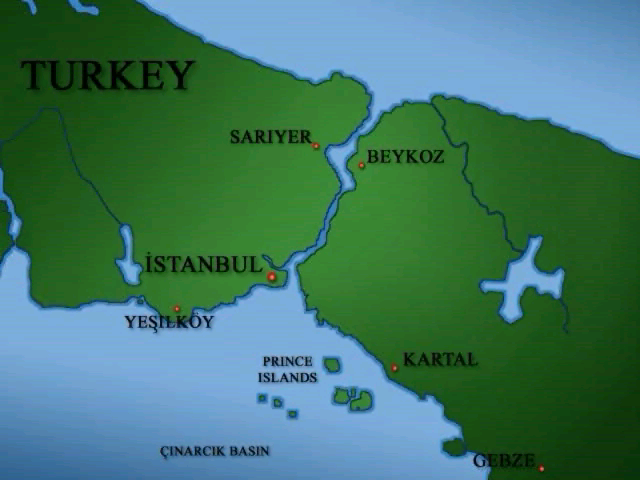 TURKEY
SARIYER
BEYKOZ
İSTANBUL
YEŞİLKÖY
PRINCE
ISLANDS
KARTAL
ÇINARCIK BASIN
GEBZE